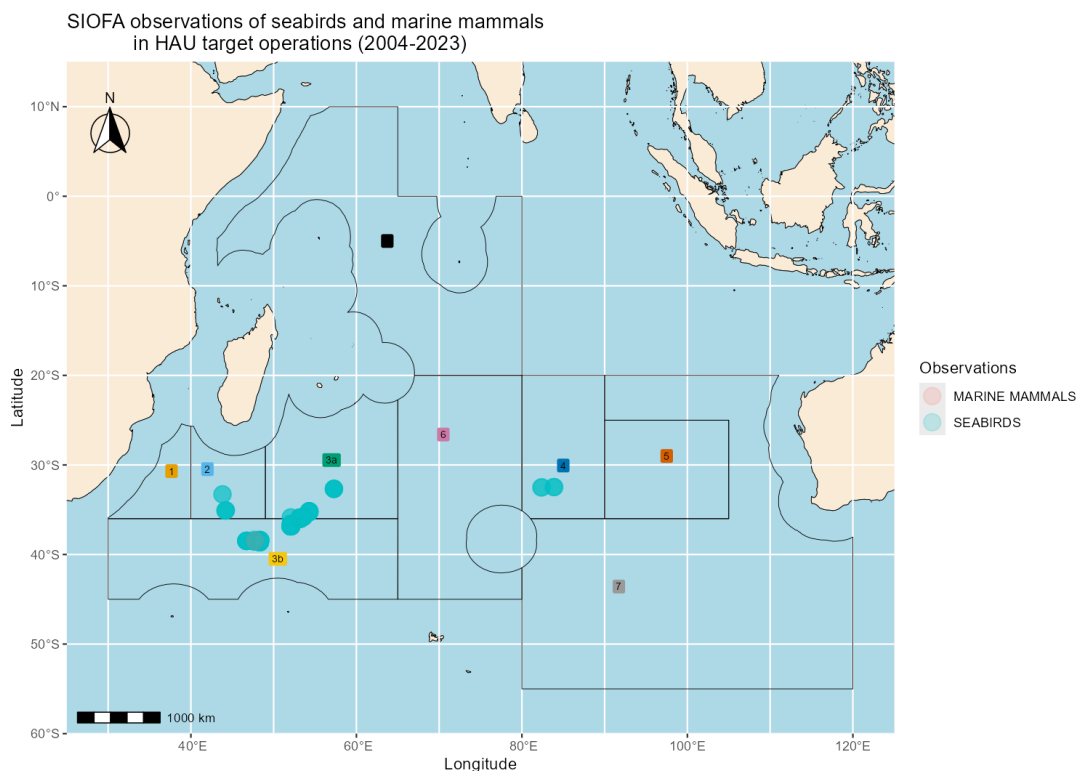 SIOFA observations of seabirds and marine mammals
in HAU target operations (2004-2023)
N
10°N
0°
10°S
20°S
30°S
40°S
50°S
60°S
Latitude
1
2
3a
3b
4
5
6
7
1000 km
40°E
60°E
80°E
100°E
120°E
Longitude
Observations
MARINE MAMMALS
SEABIRDS